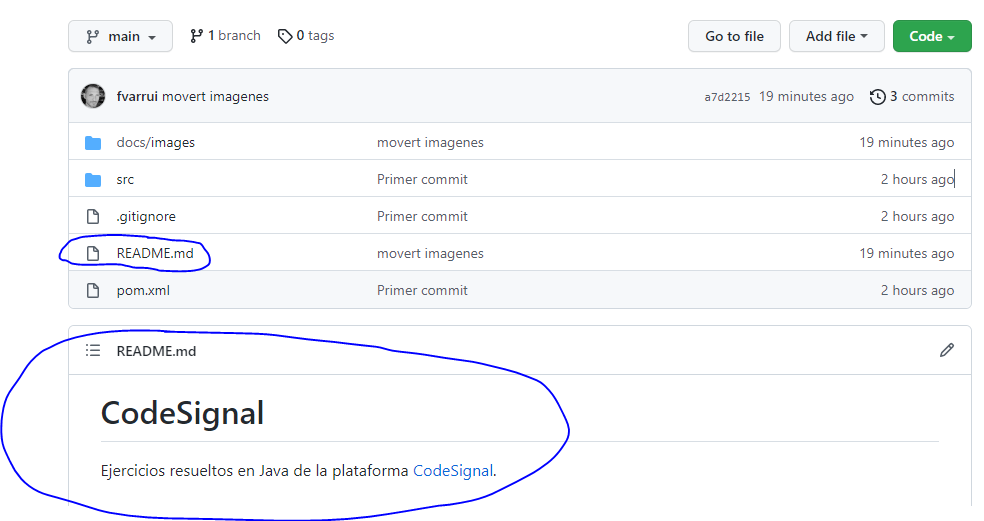 main 1 branch 0 tags Go to file Add file Code
fvarrui movert imagenes a7d2215 19 minutes ago 3 commits
docs/images movert imagenes 19 minutes ago
src Primer commit 2 hours ago
.gitignore Primer commit 2 hours ago
README.md movert imagenes 19 minutes ago
pom.xml Primer commit 2 hours ago
README.md
CodeSignal
Ejercicios resueltos en Java de la plataforma CodeSignal.